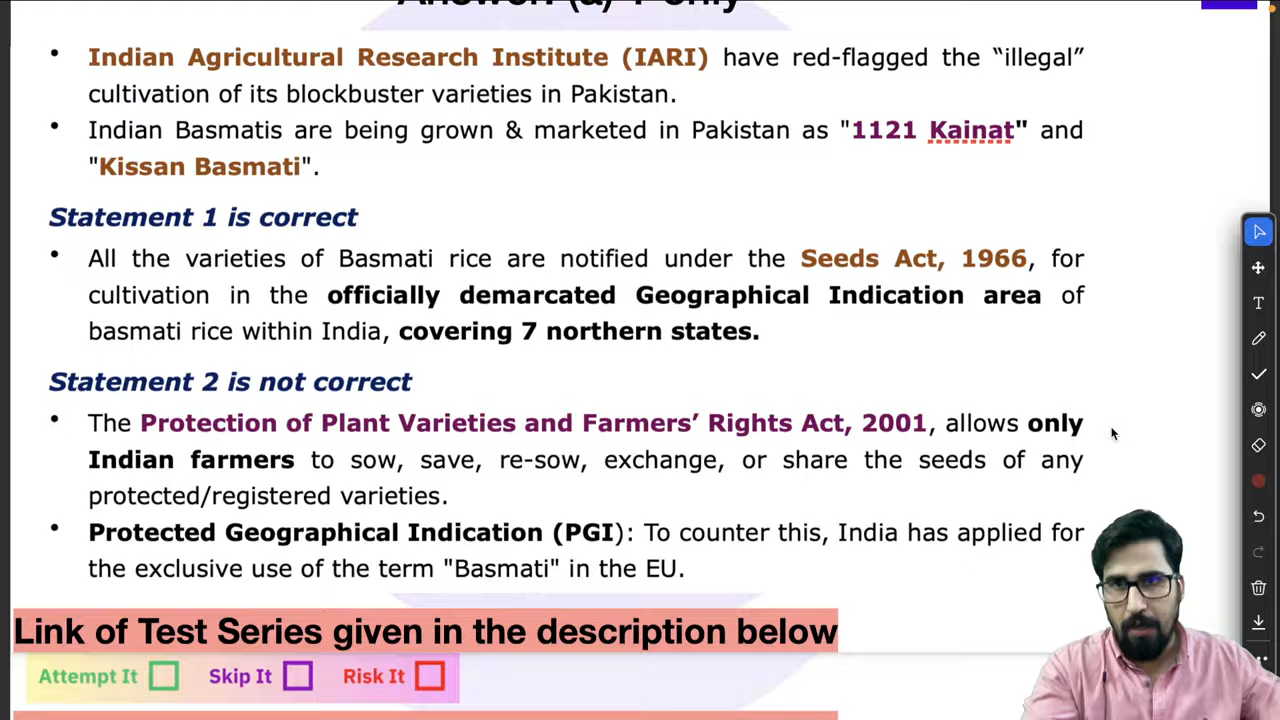 Answer: (a) 1 only
• Indian Agricultural Research Institute (IARI) have red-flagged the “illegal”
cultivation of its blockbuster varieties in Pakistan.
• Indian Basmatis are being grown & marketed in Pakistan as "1121 Kainat" and
"Kissan Basmati".
Statement 1 is correct
• All the varieties of Basmati rice are notified under the Seeds Act, 1966, for
cultivation in the officially demarcated Geographical Indication area of
basmati rice within India, covering 7 northern states.
Statement 2 is not correct
• The Protection of Plant Varieties and Farmers’ Rights Act, 2001, allows only
Indian farmers to sow, save, re-sow, exchange, or share the seeds of any
protected/registered varieties.
• Protected Geographical Indication (PGI): To counter this, India has applied for
the exclusive use of the term "Basmati" in the EU.
Link of Test Series given in the description below
Attempt It Skip It Risk It